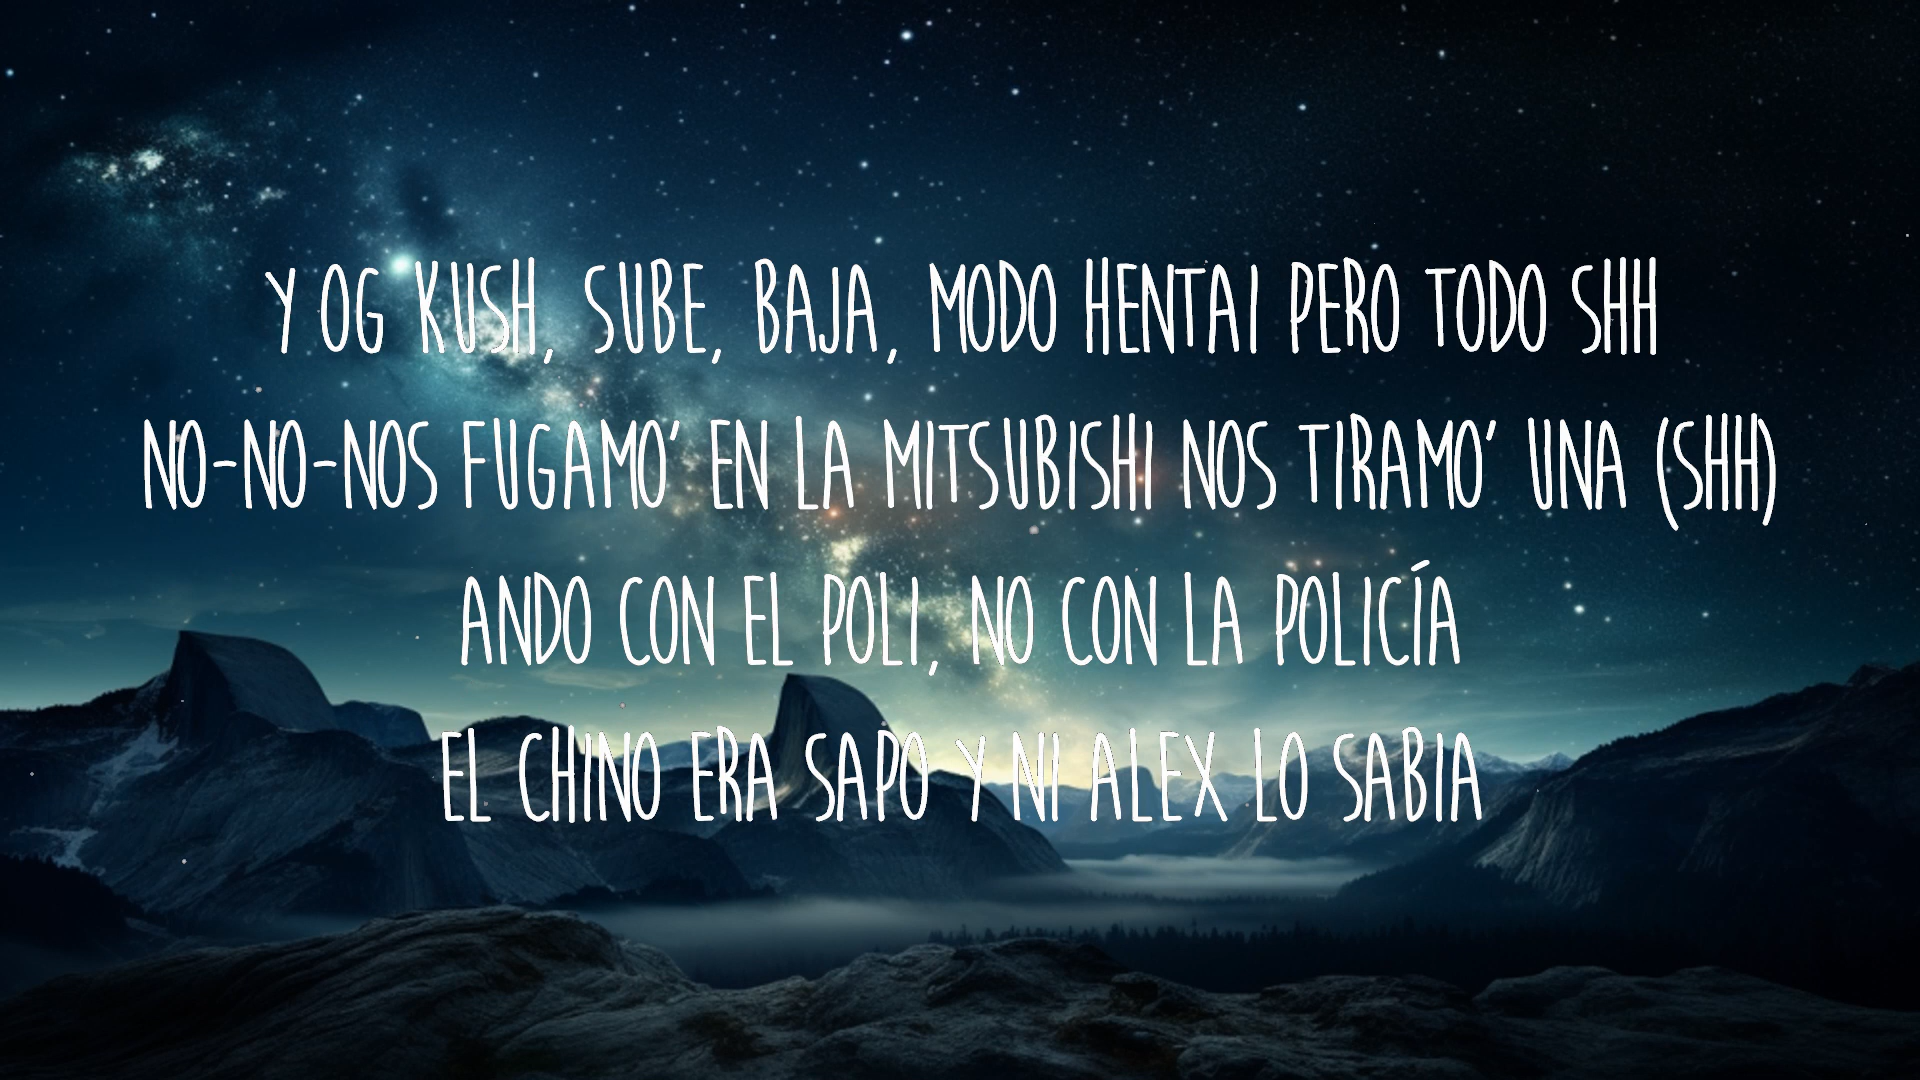 Y OG KUSH, SUBE, BAJA, MODO HENTAI PERO TODO SHH
NO-NO-NOS FUGAMO' EN LA MITSUBISHI NOS TIRAMO' UNA (SHH)
ANDO CON EL POLI, NO CON LA POLICÍA
EL CHINO ERA SAPO Y NI ALEX LO SABIA